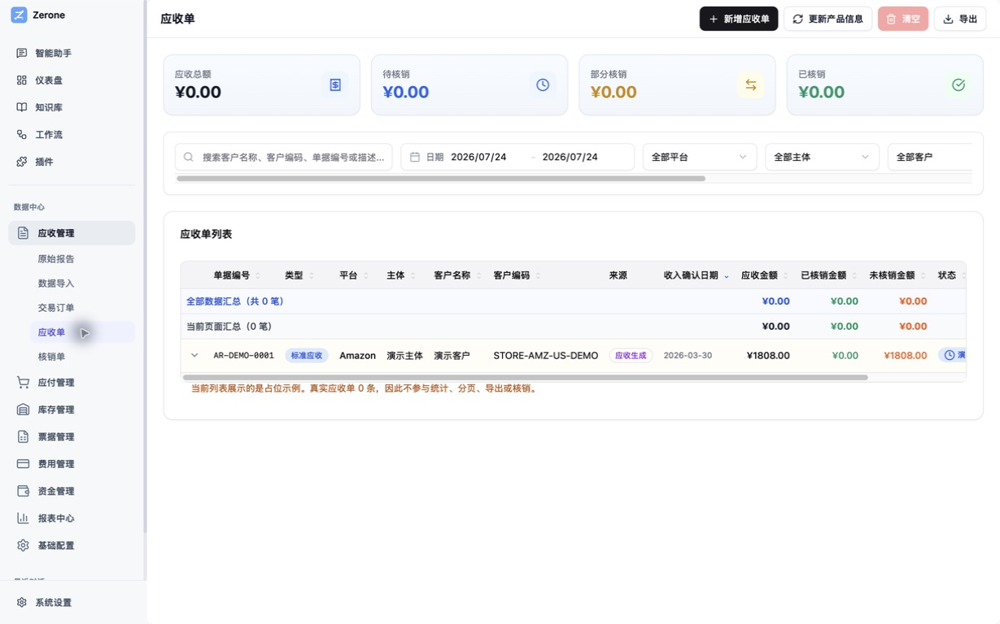 Zerone
智能助手
仪表盘
知识库
工作流
插件
数据中心
应收管理
原始报告
数据导入
交易订单
应收单
核销单
应付管理
库存管理
票据管理
费用管理
资金管理
报表中心
基础配置
系统设置
应收单
新增应收单 更新产品信息 清空 导出
应收总额 待核销 部分核销 已核销
¥0.00 ¥0.00 ¥0.00 ¥0.00
搜索客户名称、客户编码、单据编号或描述... 日期 2026/07/24 - 2026/07/24 全部平台 全部主体 全部客户
应收单列表
单据编号 类型 平台 主体 客户名称 客户编码 来源 收入确认日期 应收金额 已核销金额 未核销金额 状态
全部数据汇总（共 0 笔） ¥0.00 ¥0.00 ¥0.00
当前页面汇总（0 笔） ¥0.00 ¥0.00 ¥0.00
AR-DEMO-0001 标准应收 Amazon 演示主体 演示客户 STORE-AMZ-US-DEMO 应收生成 2026-03-30 ¥1808.00 ¥0.00 ¥1808.00 演
当前列表展示的是占位示例。真实应收单 0 条，因此不参与统计、分页、导出或核销。